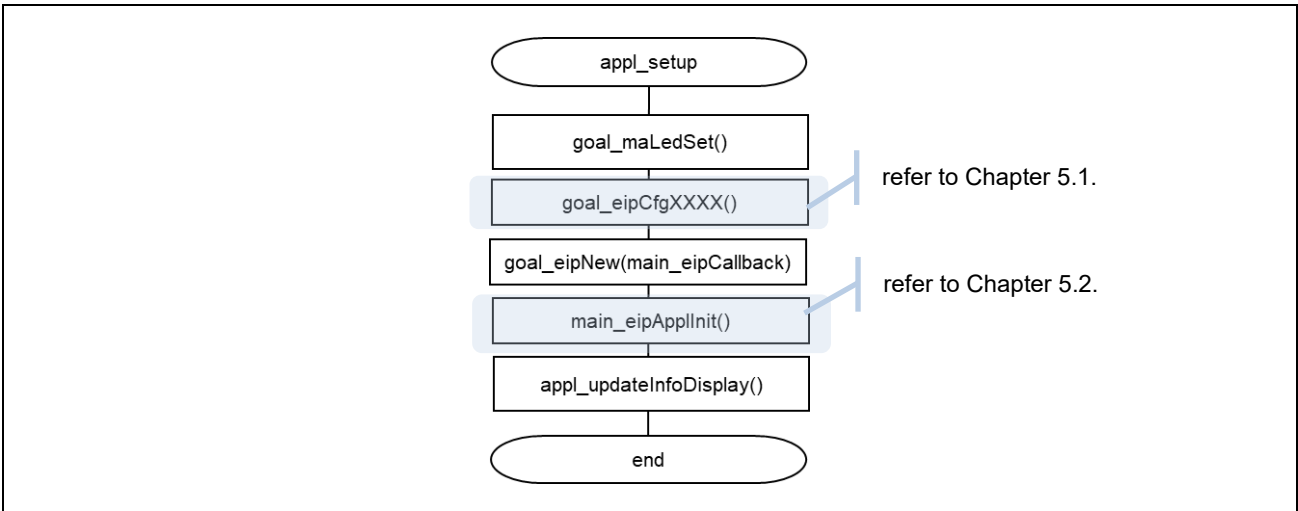 appl_setup
goal_maLedSet()
goal_eipCfgXXXX()
refer to Chapter 5.1.
goal_eipNew(main_eipCallback)
refer to Chapter 5.2.
main_eipApplInit()
appl_updateInfoDisplay()
end